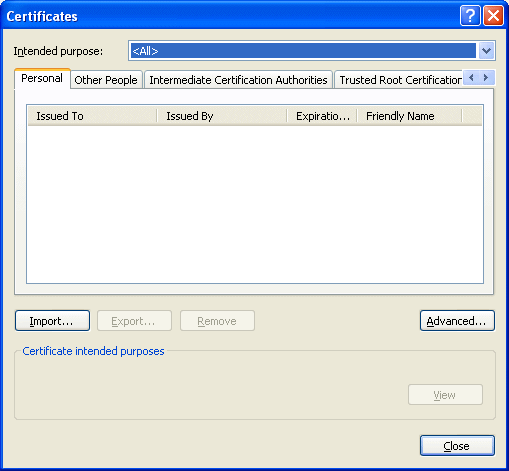 Certificates
Intended purpose: <All>
Personal Other People Intermediate Certification Authorities Trusted Root Certification
Issued To Issued By Expiratio... Friendly Name
Import... Export... Remove Advanced...
Certificate intended purposes
View
Close